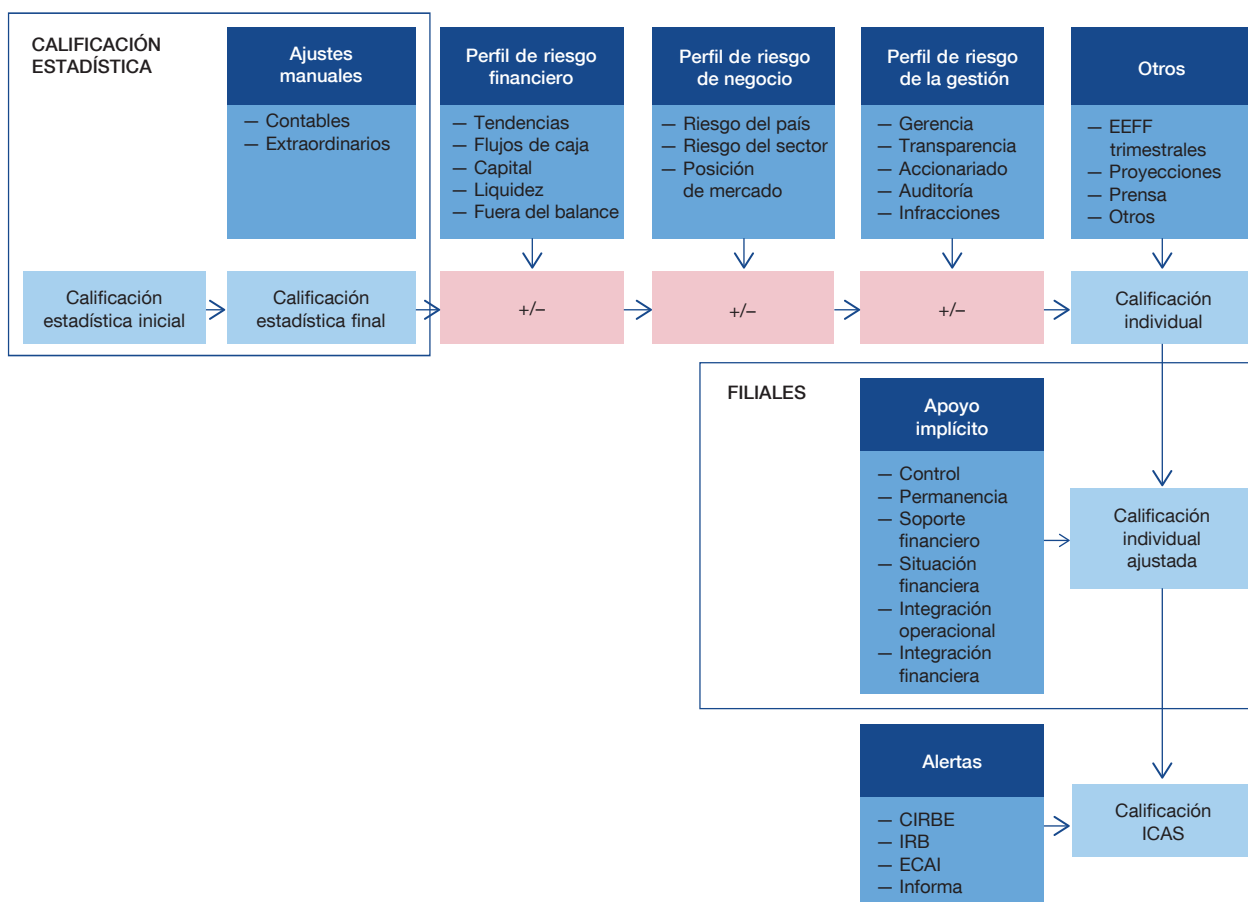 CALIFICACIÓN
ESTADÍSTICA
Ajustes
manuales
— Contables
— Extraordinarios
Perfil de riesgo
financiero
— Tendencias
— Flujos de caja
— Capital
— Liquidez
— Fuera del balance
Perfil de riesgo
de negocio
— Riesgo del país
— Riesgo del sector
— Posición
de mercado
Perfil de riesgo
de la gestión
— Gerencia
— Transparencia
— Accionariado
— Auditoría
— Infracciones
Otros
— EEFF
trimestrales
— Proyecciones
— Prensa
— Otros
Calificación
estadística inicial
Calificación
estadística final
+/–
+/–
+/–
Calificación
individual
FILIALES
Apoyo
implícito
— Control
— Permanencia
— Soporte
financiero
— Situación
financiera
— Integración
operacional
— Integración
financiera
Calificación
individual
ajustada
Alertas
— CIRBE
— IRB
— ECAI
— Informa
Calificación
ICAS